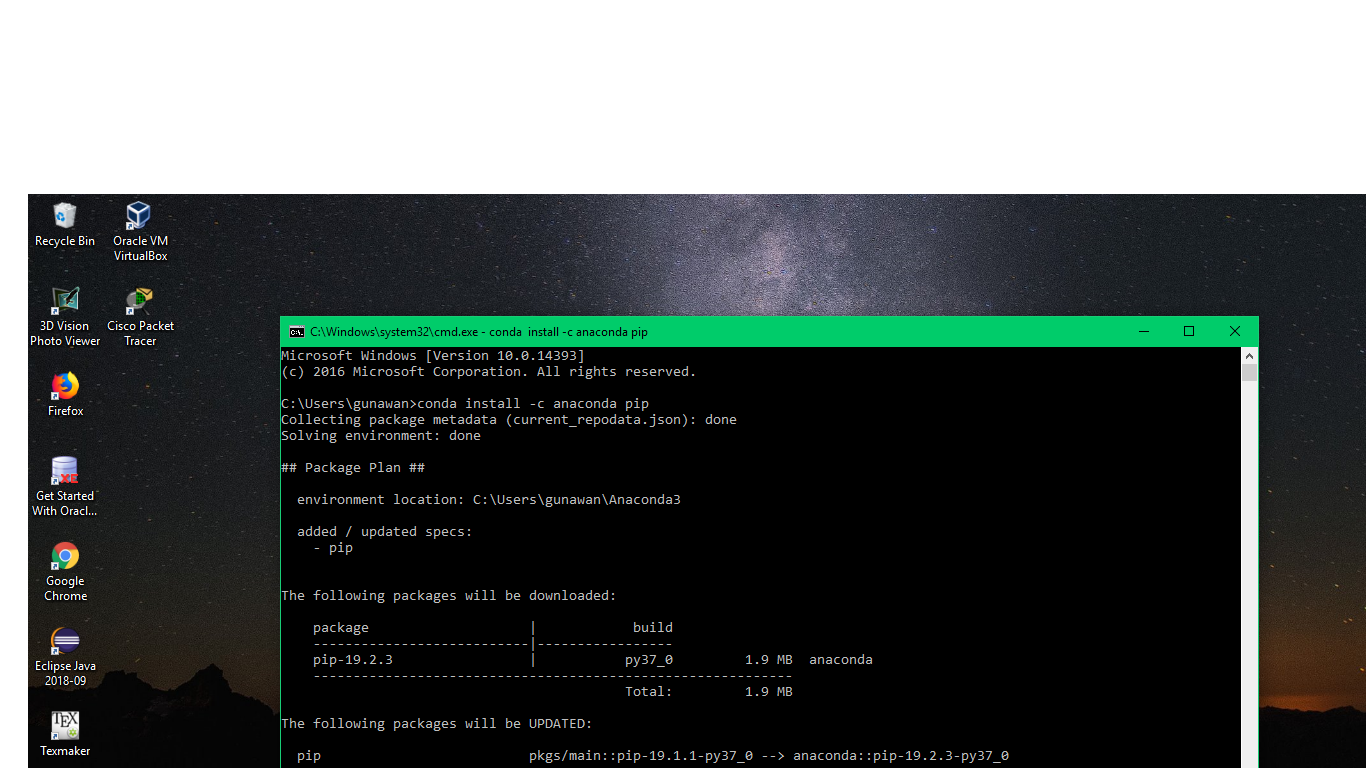 Recycle Bin
Oracle VM
VirtualBox
3D Vision
Photo Viewer
Cisco Packet
Tracer
Firefox
Get Started
With Oracl...
Google
Chrome
Eclipse Java
2018-09
TEX
Texmaker
C:\Windows\system32\cmd.exe - conda  install -c anaconda pip
Microsoft Windows [Version 10.0.14393]
(c) 2016 Microsoft Corporation. All rights reserved.
C:\Users\gunawan>conda install -c anaconda pip
Collecting package metadata (current_repodata.json): done
Solving environment: done
## Package Plan ##
environment location: C:\Users\gunawan\Anaconda3
added / updated specs:
- pip
The following packages will be downloaded:
package                    |            build
---------------------------|-----------------
pip-19.2.3                 |           py37_0         1.9 MB  anaconda
------------------------------------------------------------
Total:         1.9 MB
The following packages will be UPDATED:
pip                          pkgs/main::pip-19.1.1-py37_0 --> anaconda::pip-19.2.3-py37_0